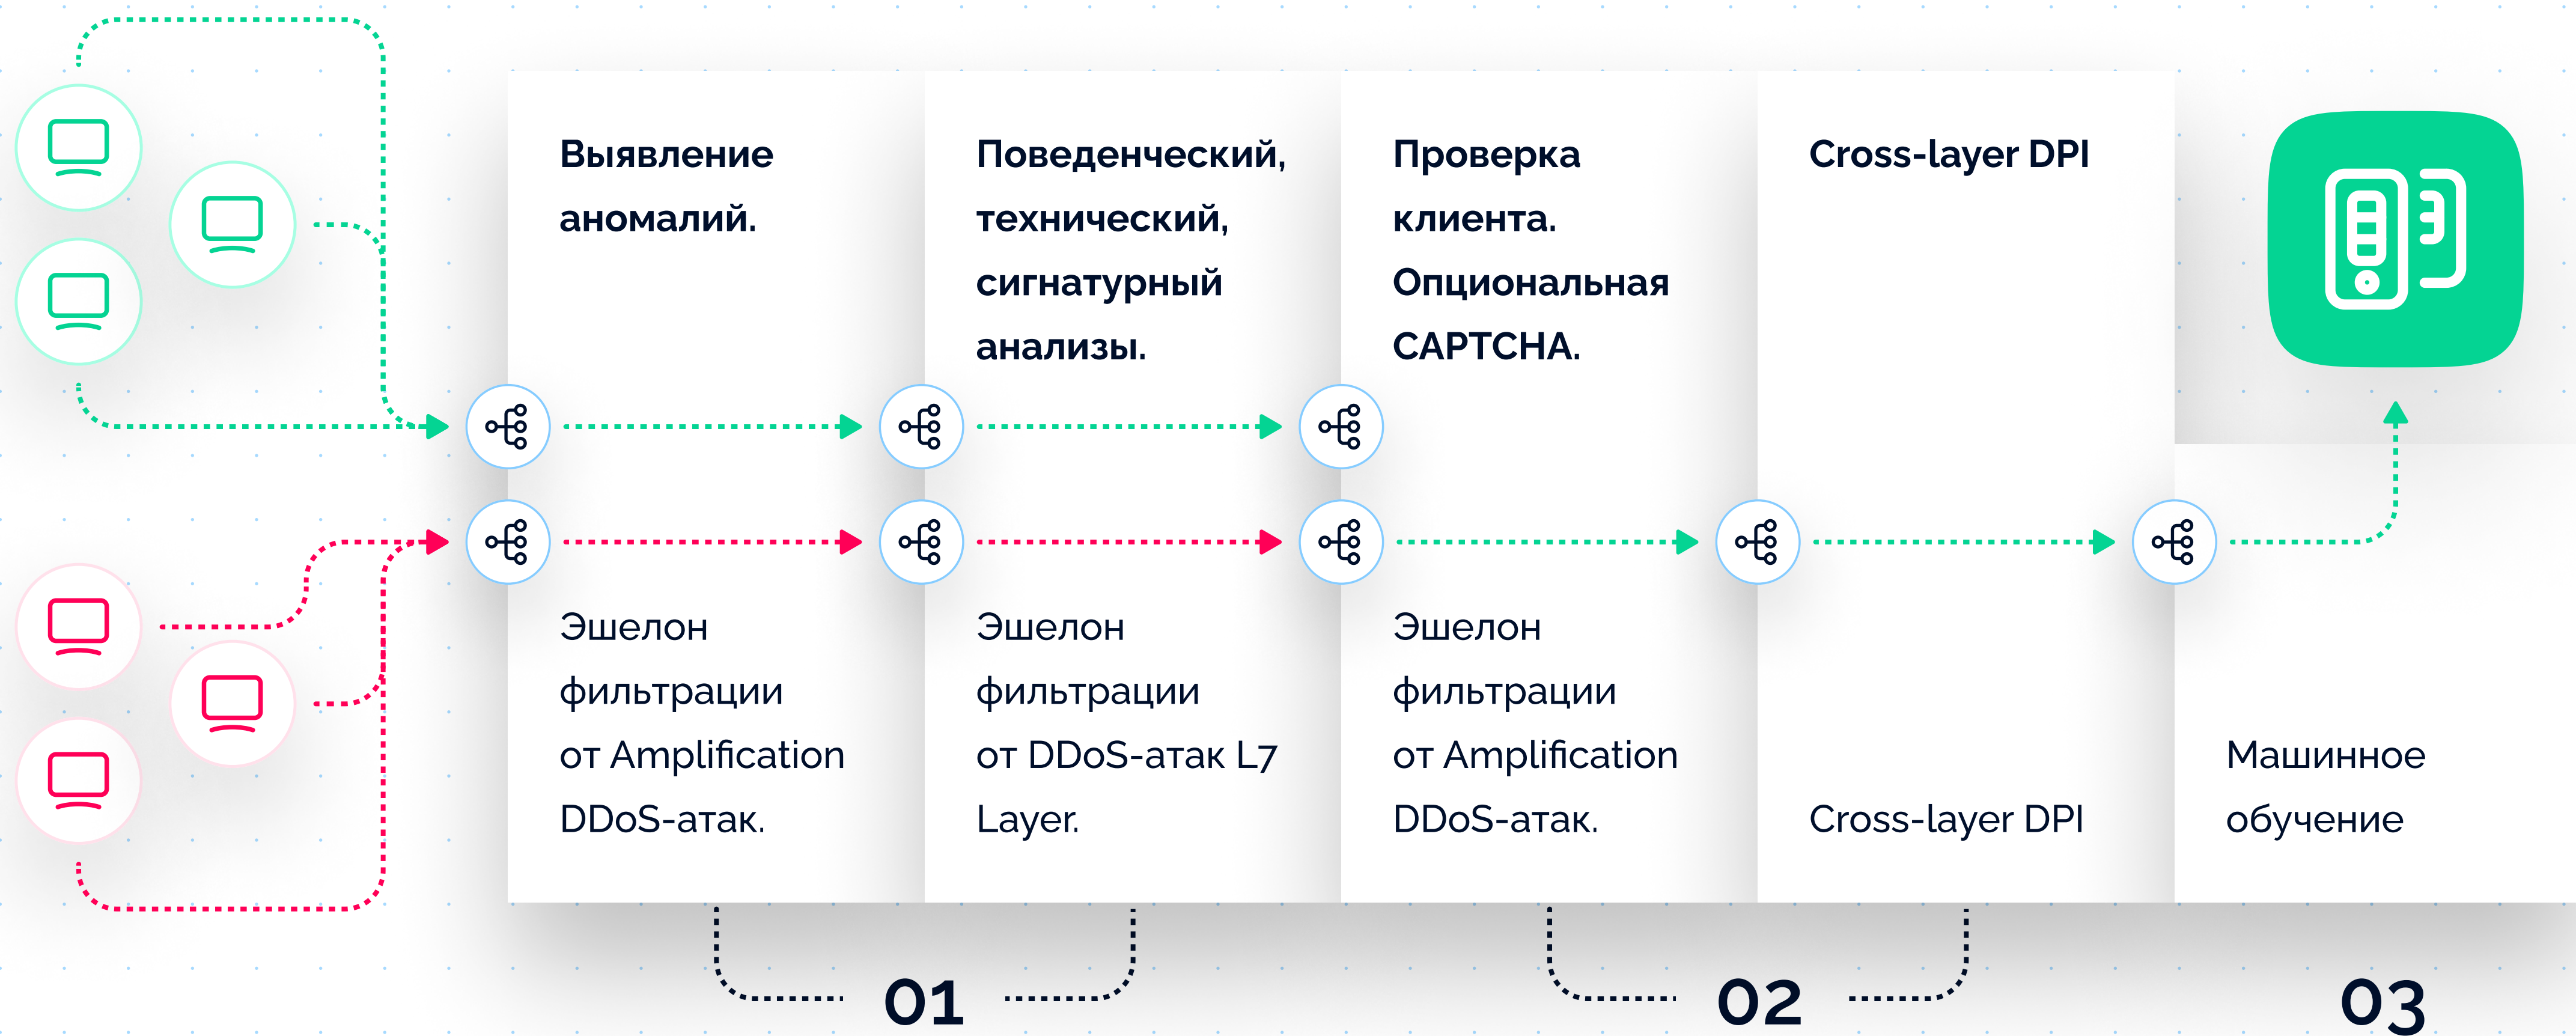 Выявление
аномалий.
Поведенческий,
технический,
сигнатурный
анализы.
Проверка
клиента.
Опциональная
CAPTCHA.
Cross-layer DPI
Эшелон
фильтрации
от Amplification
DDoS-атак.
Эшелон
фильтрации
от DDoS-атак L7
Layer.
Эшелон
фильтрации
от Amplification
DDoS-атак.
Cross-layer DPI
Машинное
обучение
01
02
03